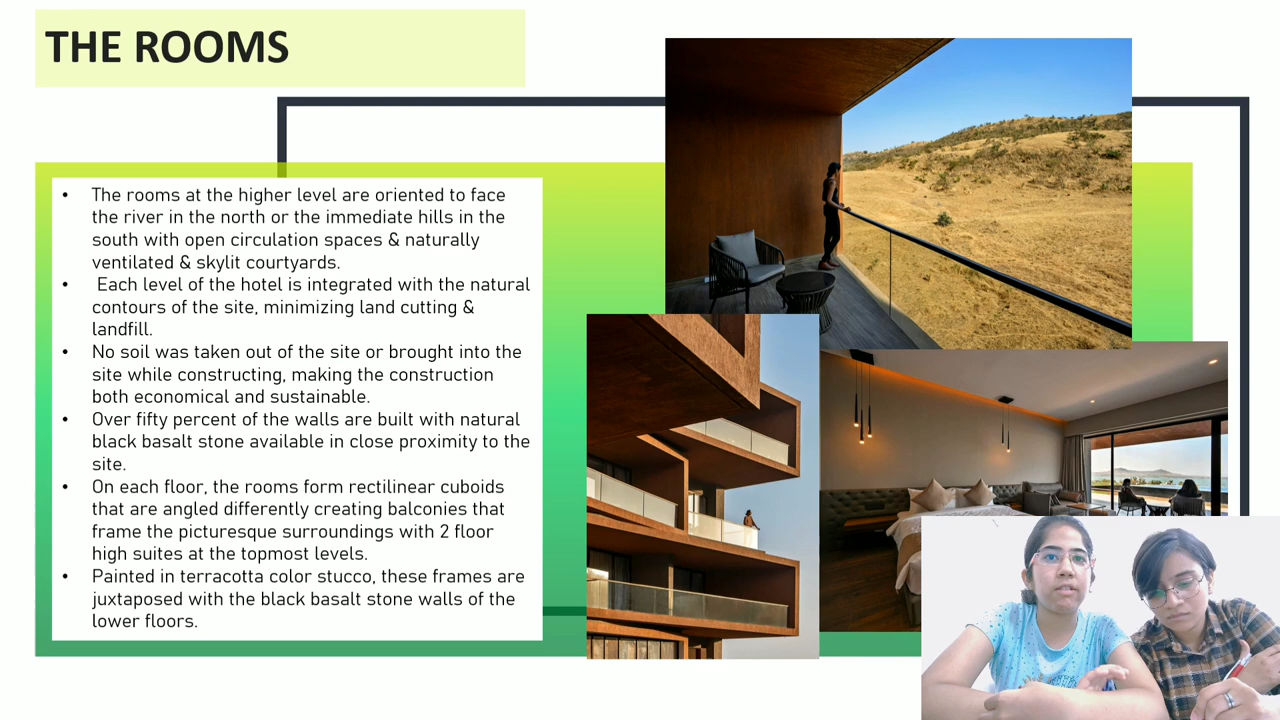 THE ROOMS
• The rooms at the higher level are oriented to face
the river in the north or the immediate hills in the
south with open circulation spaces & naturally
ventilated & skylit courtyards.
• Each level of the hotel is integrated with the natural
contours of the site, minimizing land cutting &
landfill.
• No soil was taken out of the site or brought into the
site while constructing, making the construction
both economical and sustainable.
• Over fifty percent of the walls are built with natural
black basalt stone available in close proximity to the
site.
• On each floor, the rooms form rectilinear cuboids
that are angled differently creating balconies that
frame the picturesque surroundings with 2 floor
high suites at the topmost levels.
• Painted in terracotta color stucco, these frames are
juxtaposed with the black basalt stone walls of the
lower floors.